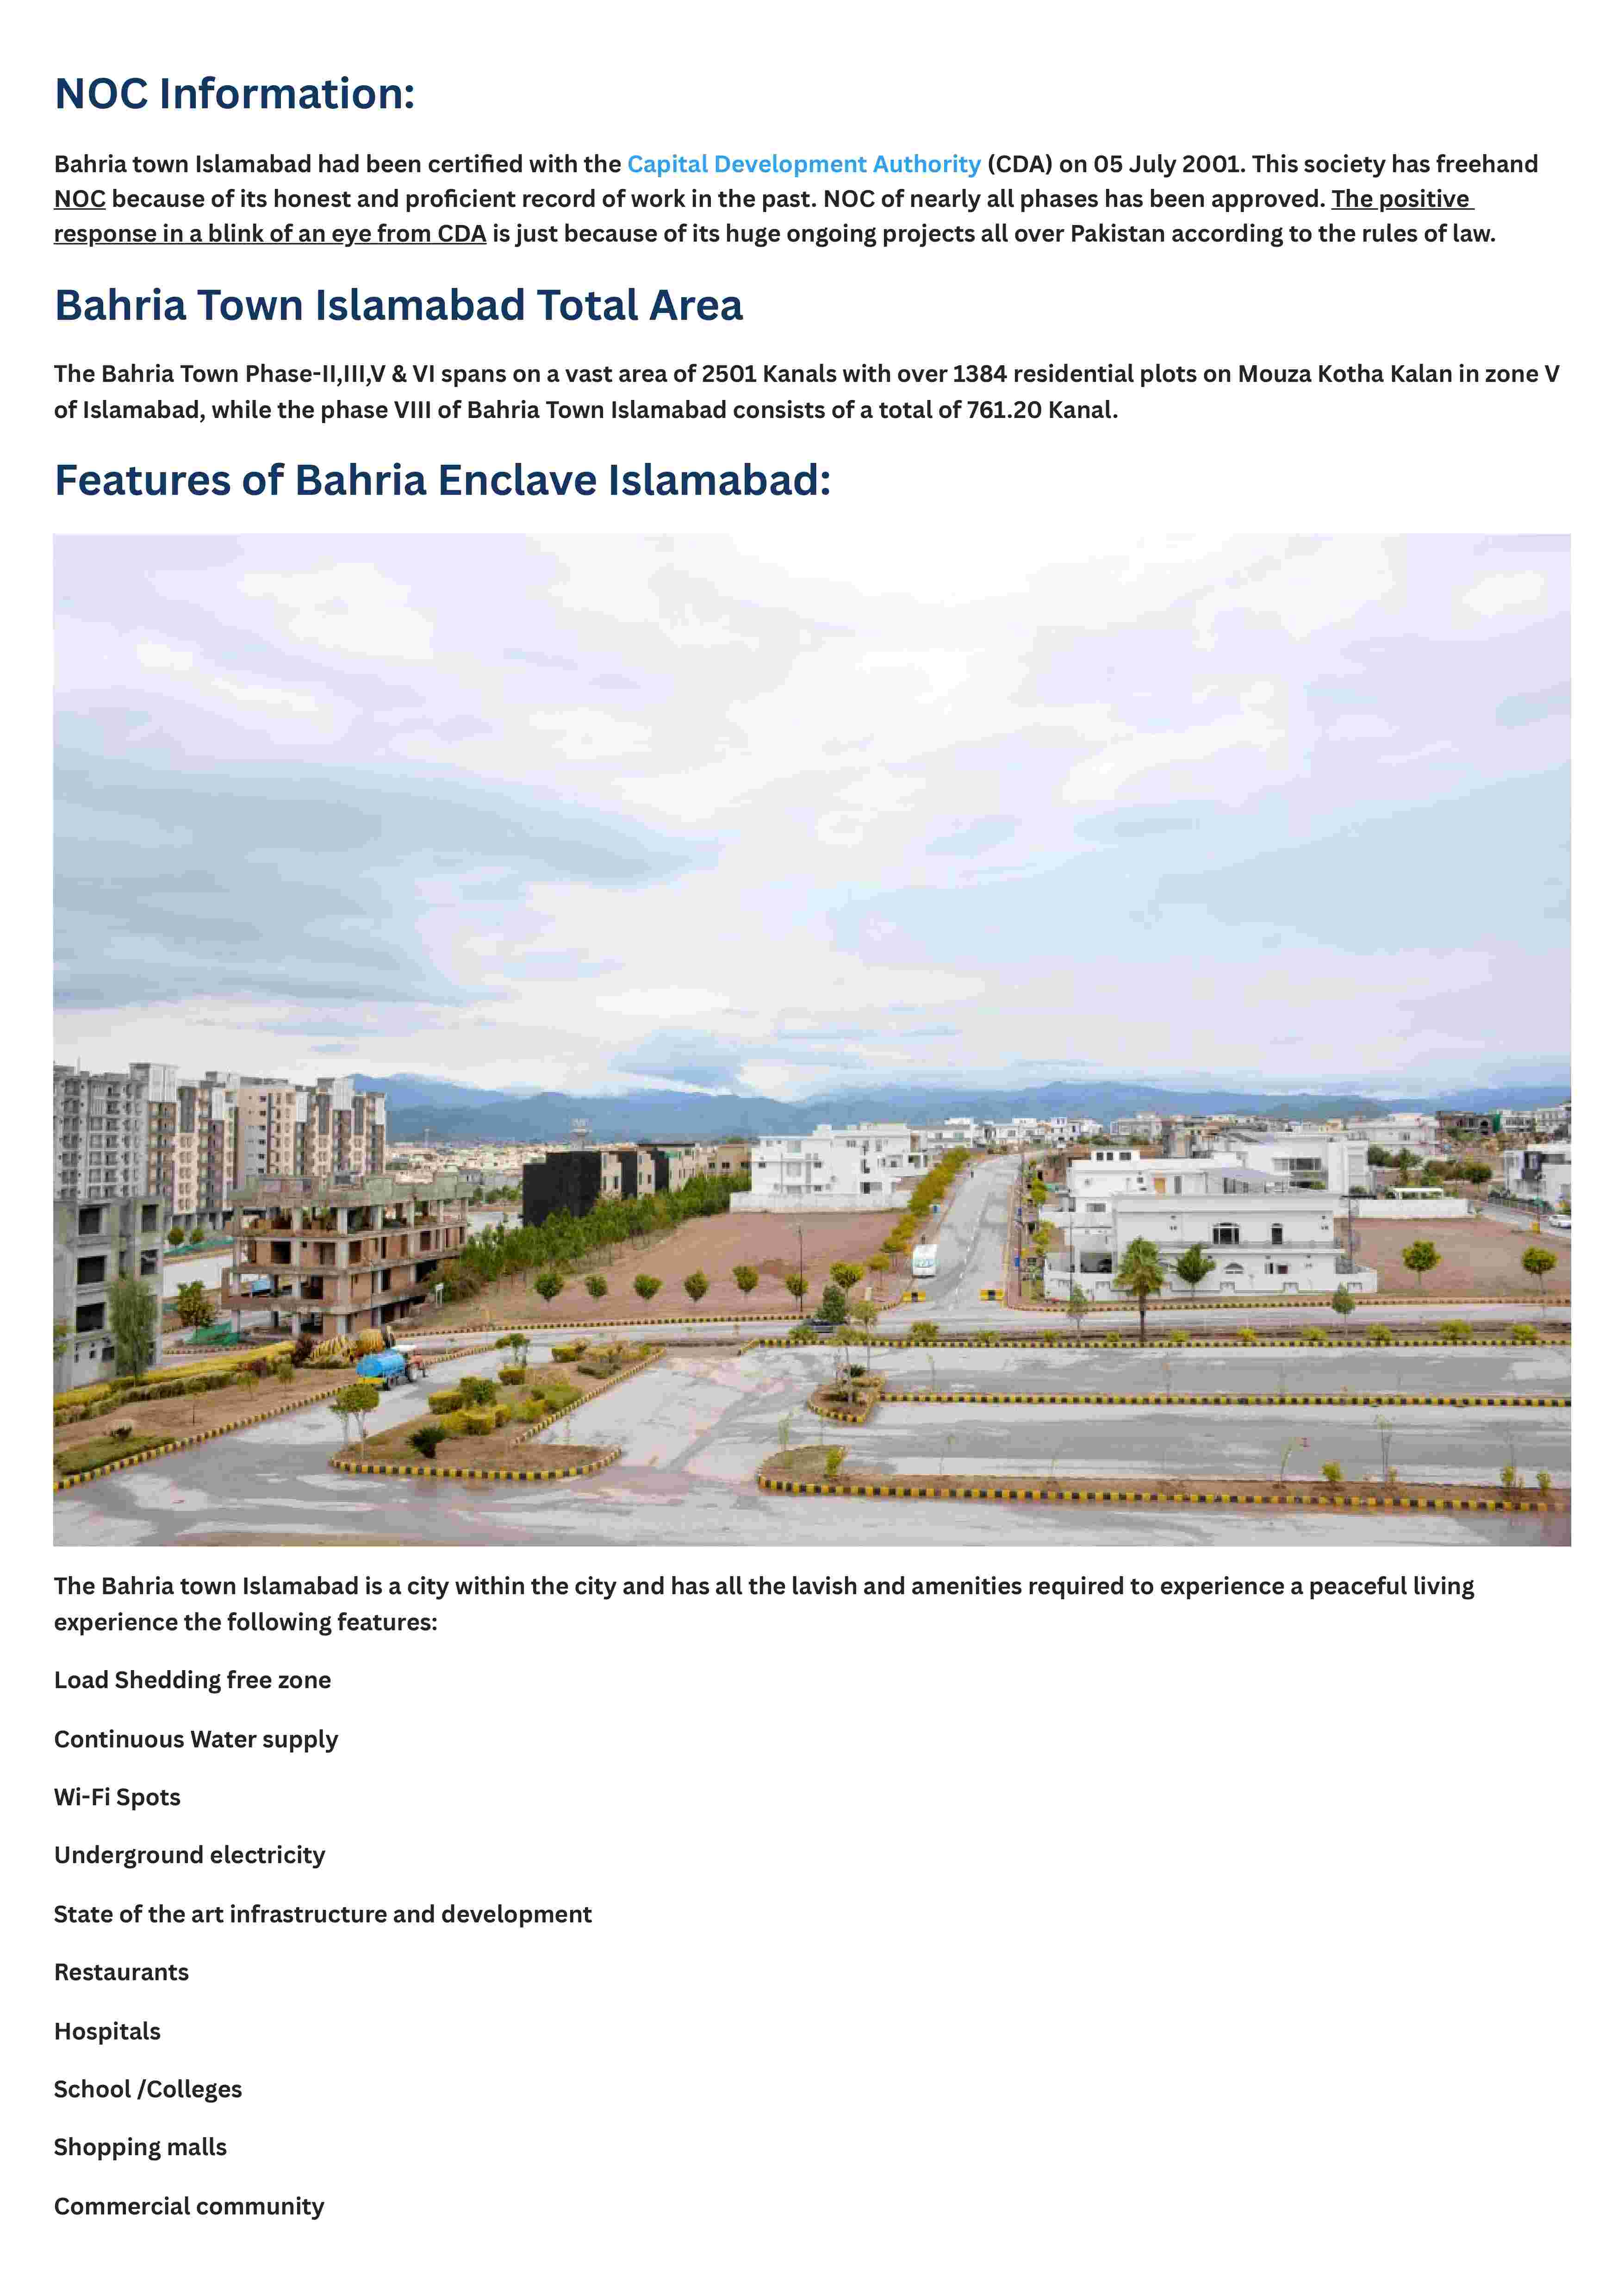 NOC Information:
Bahria town Islamabad had been certified with the Capital Development Authority (CDA) on 05 July 2001. This society has freehand
NOC because of its honest and proficient record of work in the past. NOC of nearly all phases has been approved. The positive
response in a blink of an eye from CDA is just because of its huge ongoing projects all over Pakistan according to the rules of law.
Bahria Town Islamabad Total Area
The Bahria Town Phase-II,III,V & VI spans on a vast area of 2501 Kanals with over 1384 residential plots on Mouza Kotha Kalan in zone V
of Islamabad, while the phase VIII of Bahria Town Islamabad consists of a total of 761.20 Kanal.
Features of Bahria Enclave Islamabad:
The Bahria town Islamabad is a city within the city and has all the lavish and amenities required to experience a peaceful living
experience the following features:
Load Shedding free zone
Continuous Water supply
Wi-Fi Spots
Underground electricity
State of the art infrastructure and development
Restaurants
Hospitals
School /Colleges
Shopping malls
Commercial community